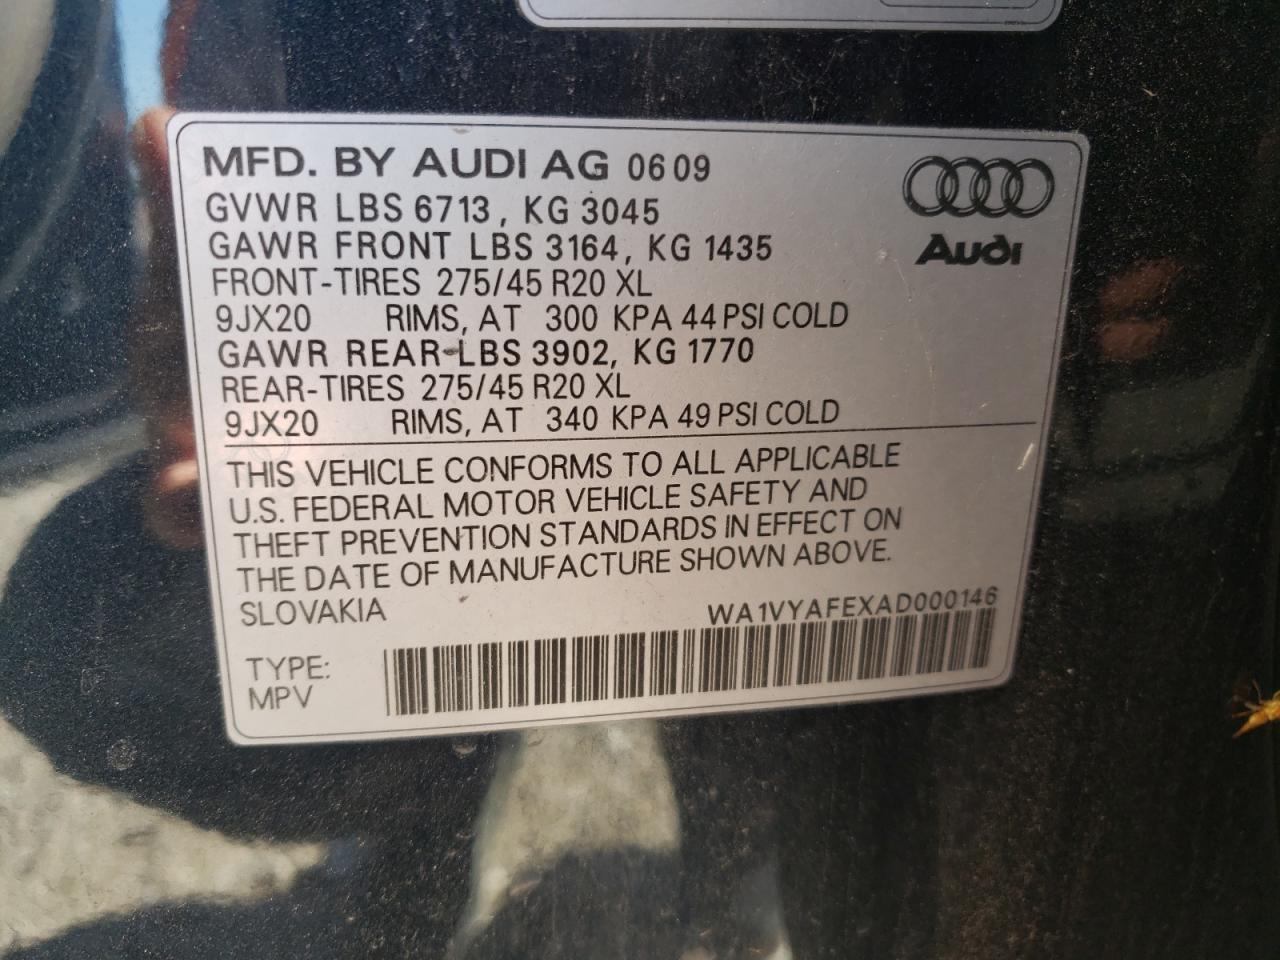 MFD. BY AUDI AG 06 09
GVWR LBS 6713, KG 3045
GAWR FRONT LBS 3164, KG 1435
Audi
FRONT-TIRES 275/45 R20 XL
9JX20 RIMS, AT 300 KPA 44 PSI COLD
GAWR REAR-LBS 3902, KG 1770
REAR-TIRES 275/45 R20 XL
9JX20 RIMS, AT 340 KPA 49 PSI COLD
THIS VEHICLE CONFORMS TO ALL APPLICABLE
U.S. FEDERAL MOTOR VEHICLE SAFETY AND
THEFT PREVENTION STANDARDS IN EFFECT ON
THE DATE OF MANUFACTURE SHOWN ABOVE.
SLOVAKIA WA1VYAFEXAD000146
TYPE:
MPV